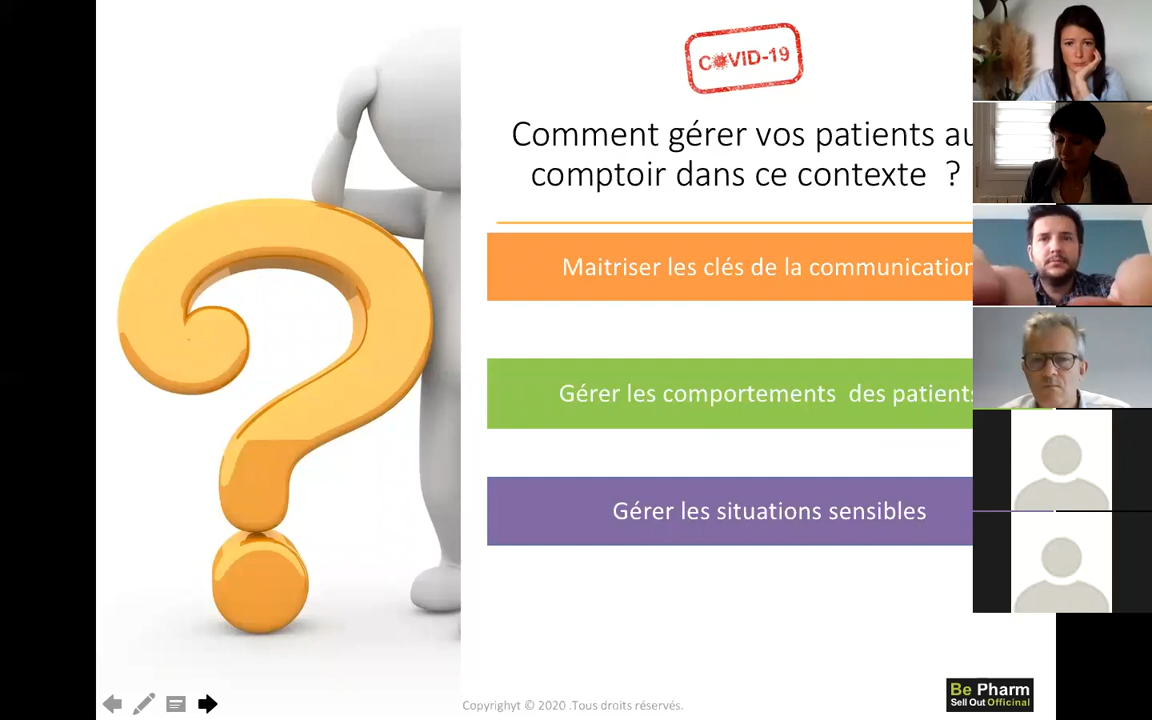 COVID-19
Comment gérer vos patients au
comptoir dans ce contexte ?
Maitriser les clés de la communication
Gérer les comportements des patients
Gérer les situations sensibles
Copyrighyt © 2020 .Tous droits réservés.
Be Pharm
Sell Out Officinal